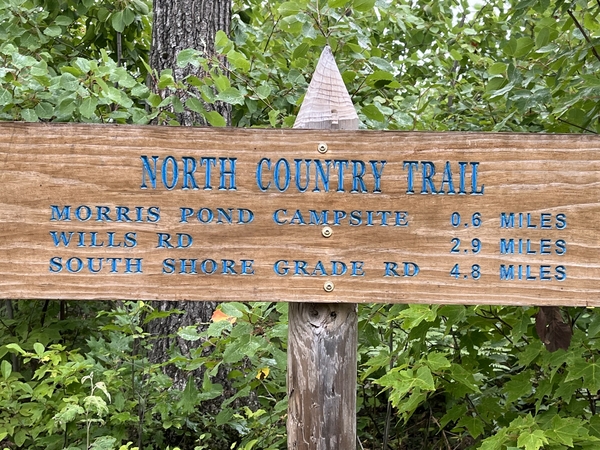 NORTH COUNTRY TRAIL
MORRIS POND CAMPSITE 0.6 MILES
WILLS RD 2.9 MILES
SOUTH SHORE GRADE RD 4.8 MILES